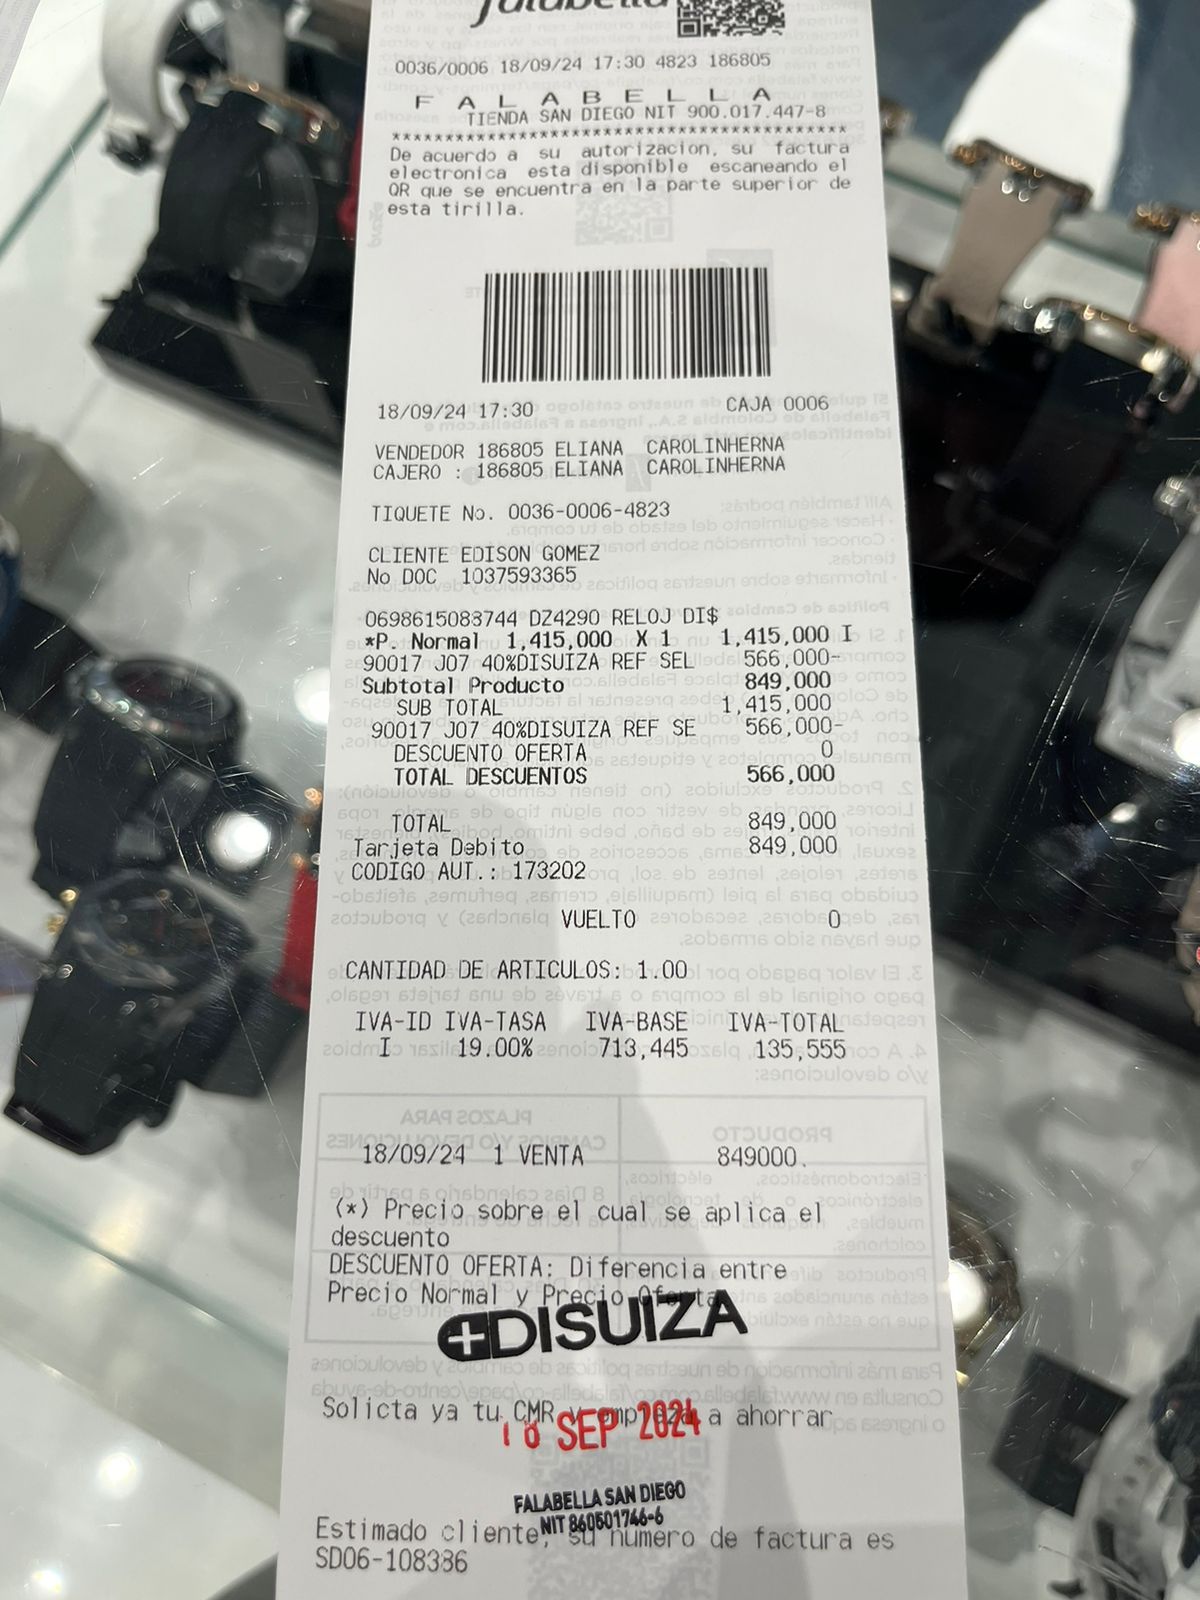 falabella
0036/0006 18/09/24 17:30 4823 186805
F A L A B E L L A
TIENDA SAN DIEGO NIT 900.017.447-8
*******************************************
De acuerdo a su autorizacion, su factura
electronica esta disponible escaneando el
QR que se encuentra en la parte superior de
esta tirilla.
18/09/24 17:30 CAJA 0006
VENDEDOR 186805 ELIANA CAROLINHERNA
CAJERO : 186805 ELIANA CAROLINHERNA
TIQUETE No. 0036-0006-4823
CLIENTE EDISON GOMEZ
No DOC 1037593365
0698615083744 DZ4290 RELOJ DI$
*P. Normal 1,415,000 X 1 1,415,000 I
90017 J07 40%DISUIZA REF SEL 566,000-
Subtotal Producto 849,000
SUB TOTAL 1,415,000
90017 J07 40%DISUIZA REF SE 566,000-
DESCUENTO OFERTA 0
TOTAL DESCUENTOS 566,000
TOTAL 849,000
Tarjeta Debito 849,000
CODIGO AUT.: 173202
VUELTO 0
CANTIDAD DE ARTICULOS: 1.00
IVA-ID IVA-TASA IVA-BASE IVA-TOTAL
I 19.00% 713,445 135,555
18/09/24 1 VENTA 849000.
(*) Precio sobre el cual se aplica el
descuento
DESCUENTO OFERTA: Diferencia entre
Precio Normal y Precio Oferta
DISUIZA
Solicta ya tu CMR y empieza a ahorrar
18 SEP 2024
FALABELLA SAN DIEGO
NIT 860501746-6
Estimado cliente, su numero de factura es
SD06-108386